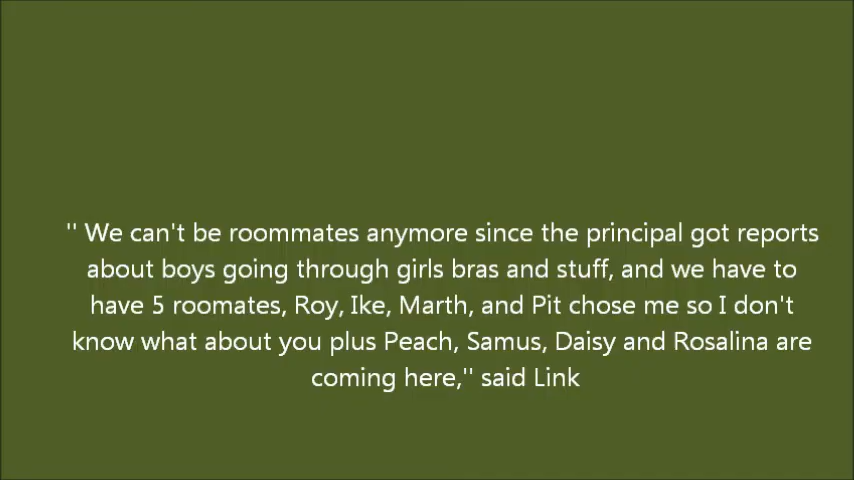 '' We can't be roommates anymore since the principal got reports
about boys going through girls bras and stuff, and we have to
have 5 roomates, Roy, Ike, Marth, and Pit chose me so I don't
know what about you plus Peach, Samus, Daisy and Rosalina are
coming here,'' said Link